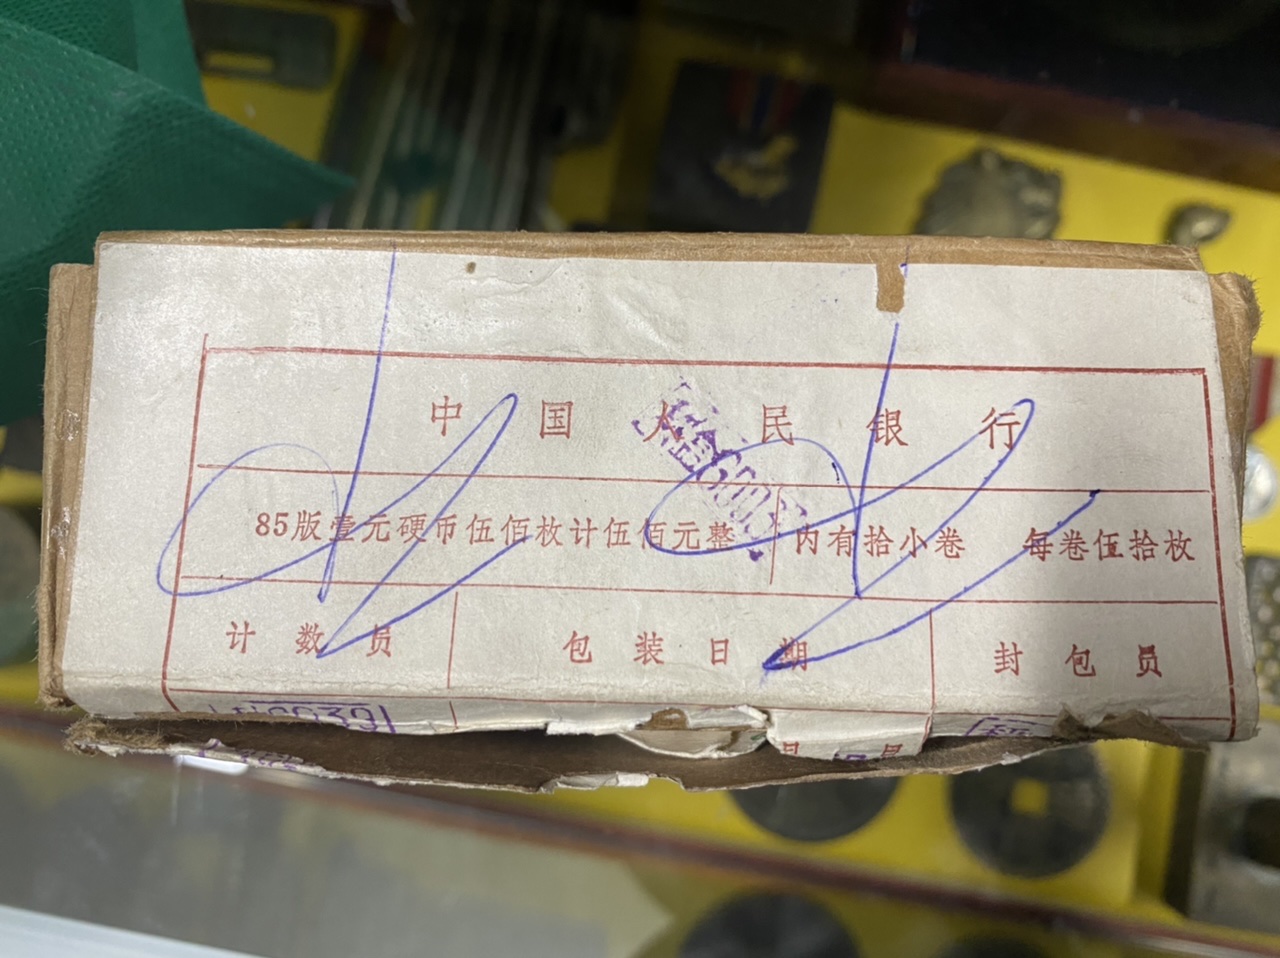 中国人民银行
85版壹元硬币伍佰枚计伍佰元整 内有拾小卷 每卷伍拾枚
计数员 包装日期 封包员